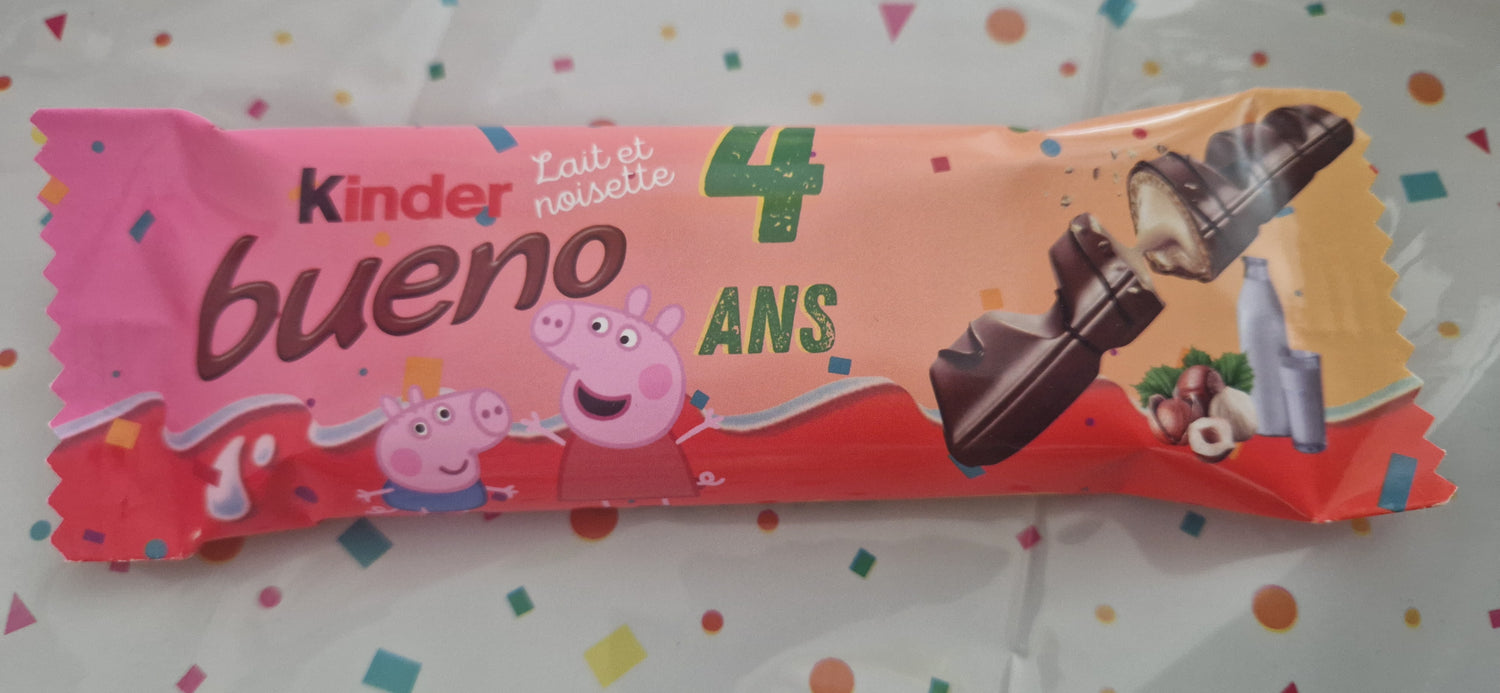 Kinder
bueno
Lait et
noisette
4
ANS